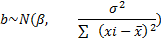 b~N(β, σ² / ∑ (xi − x̄)²)